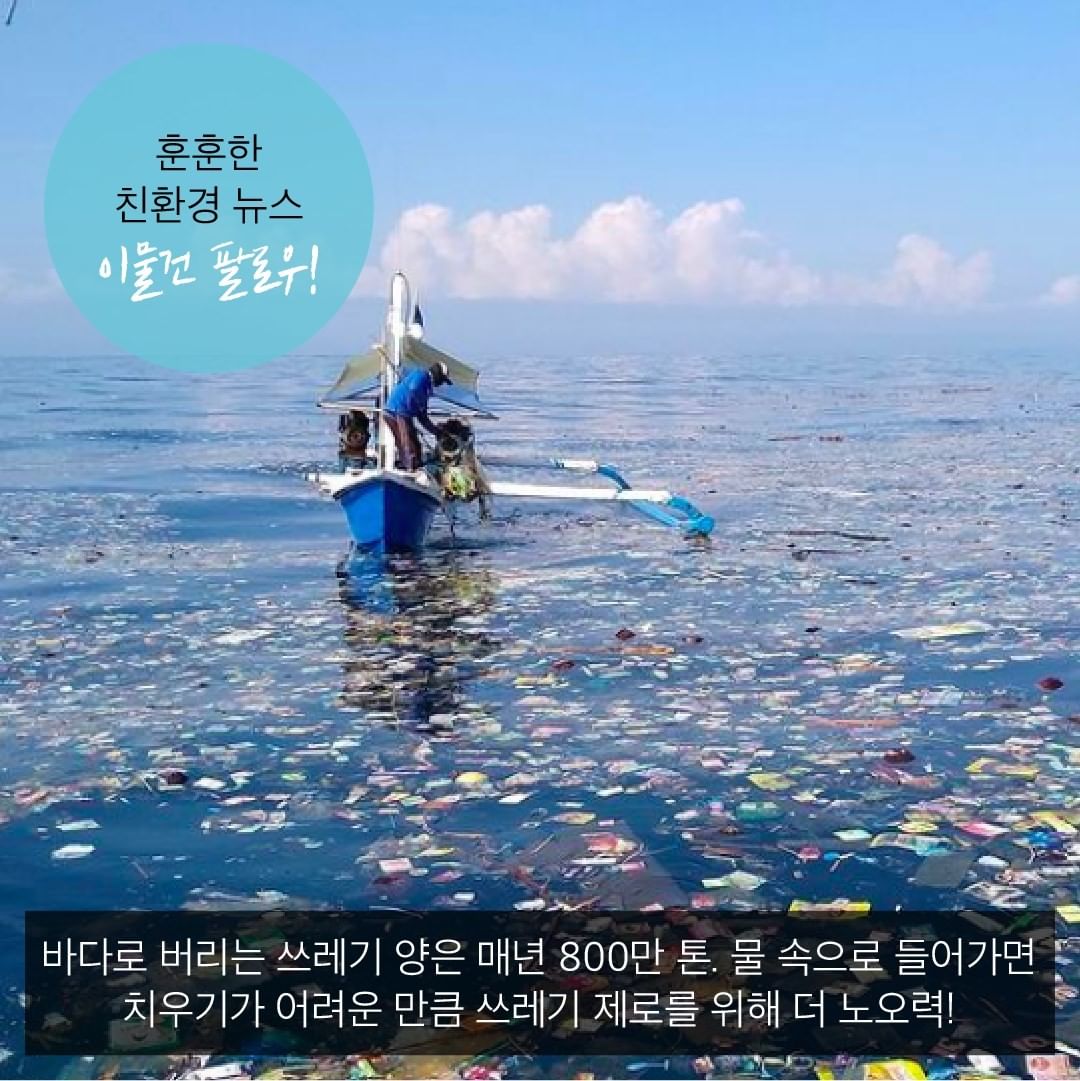 훈훈한
친환경 뉴스
이물건 팔로우!
바다로 버리는 쓰레기 양은 매년 800만 톤. 물 속으로 들어가면
치우기가 어려운 만큼 쓰레기 제로를 위해 더 노오력!